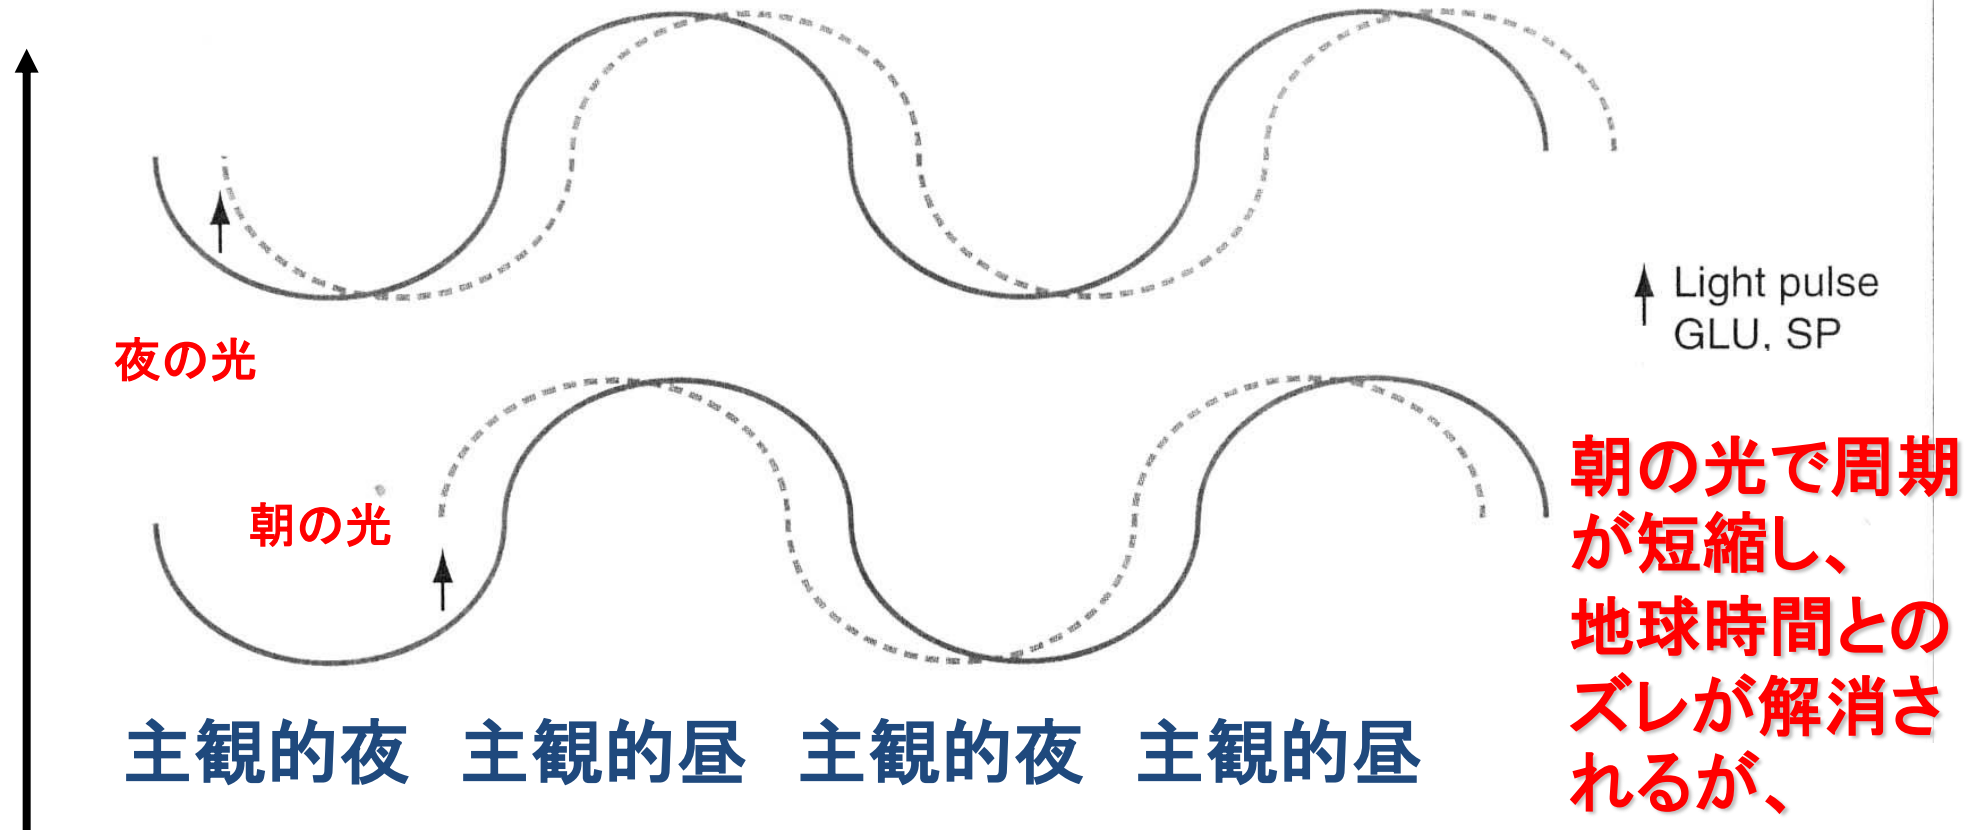 Light pulse
GLU, SP
夜の光
朝の光
朝の光で周期
が短縮し、
地球時間との
ズレが解消さ
れるが、
主観的夜 主観的昼 主観的夜 主観的昼